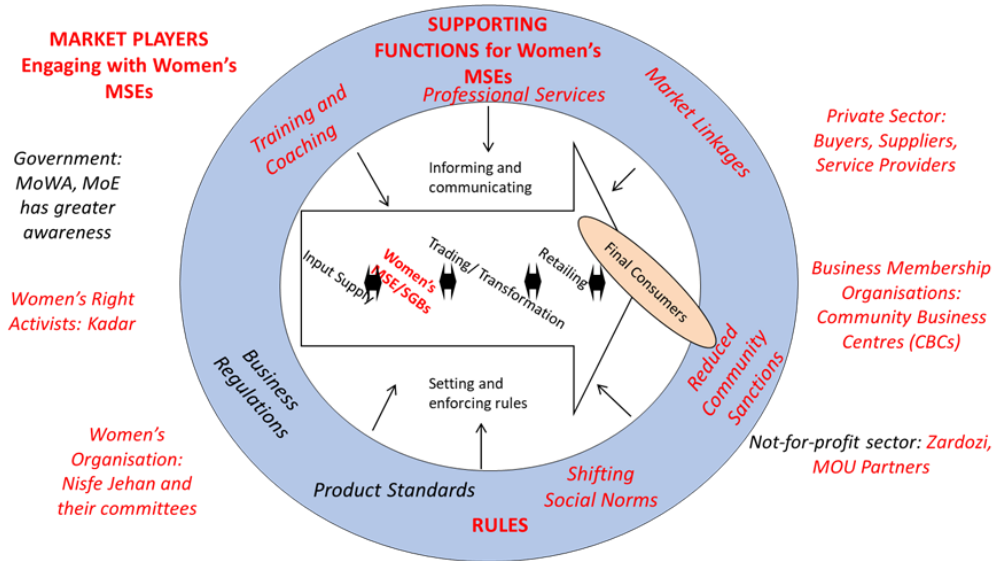 MARKET PLAYERS
Engaging with Women's
MSEs
SUPPORTING
FUNCTIONS for Women's
MSEs
Professional Services
Training and
Coaching
Market Linkages
Government:
MoWA, MoE
has greater
awareness
Women's Right
Activists: Kadar
Women's
Organisation:
Nisfe Jehan and
their committees
Private Sector:
Buyers, Suppliers,
Service Providers
Business Membership
Organisations:
Community Business
Centres (CBCs)
Not-for-profit sector: Zardozi,
MOU Partners
Informing and
communicating
Input Supply
Women's
MSE/SGBs
Trading/ Transformation
Retailing
Final Consumers
Setting and
enforcing rules
Business
Regulations
Product Standards
Shifting
Social Norms
Reduced
Community
Sanctions
RULES